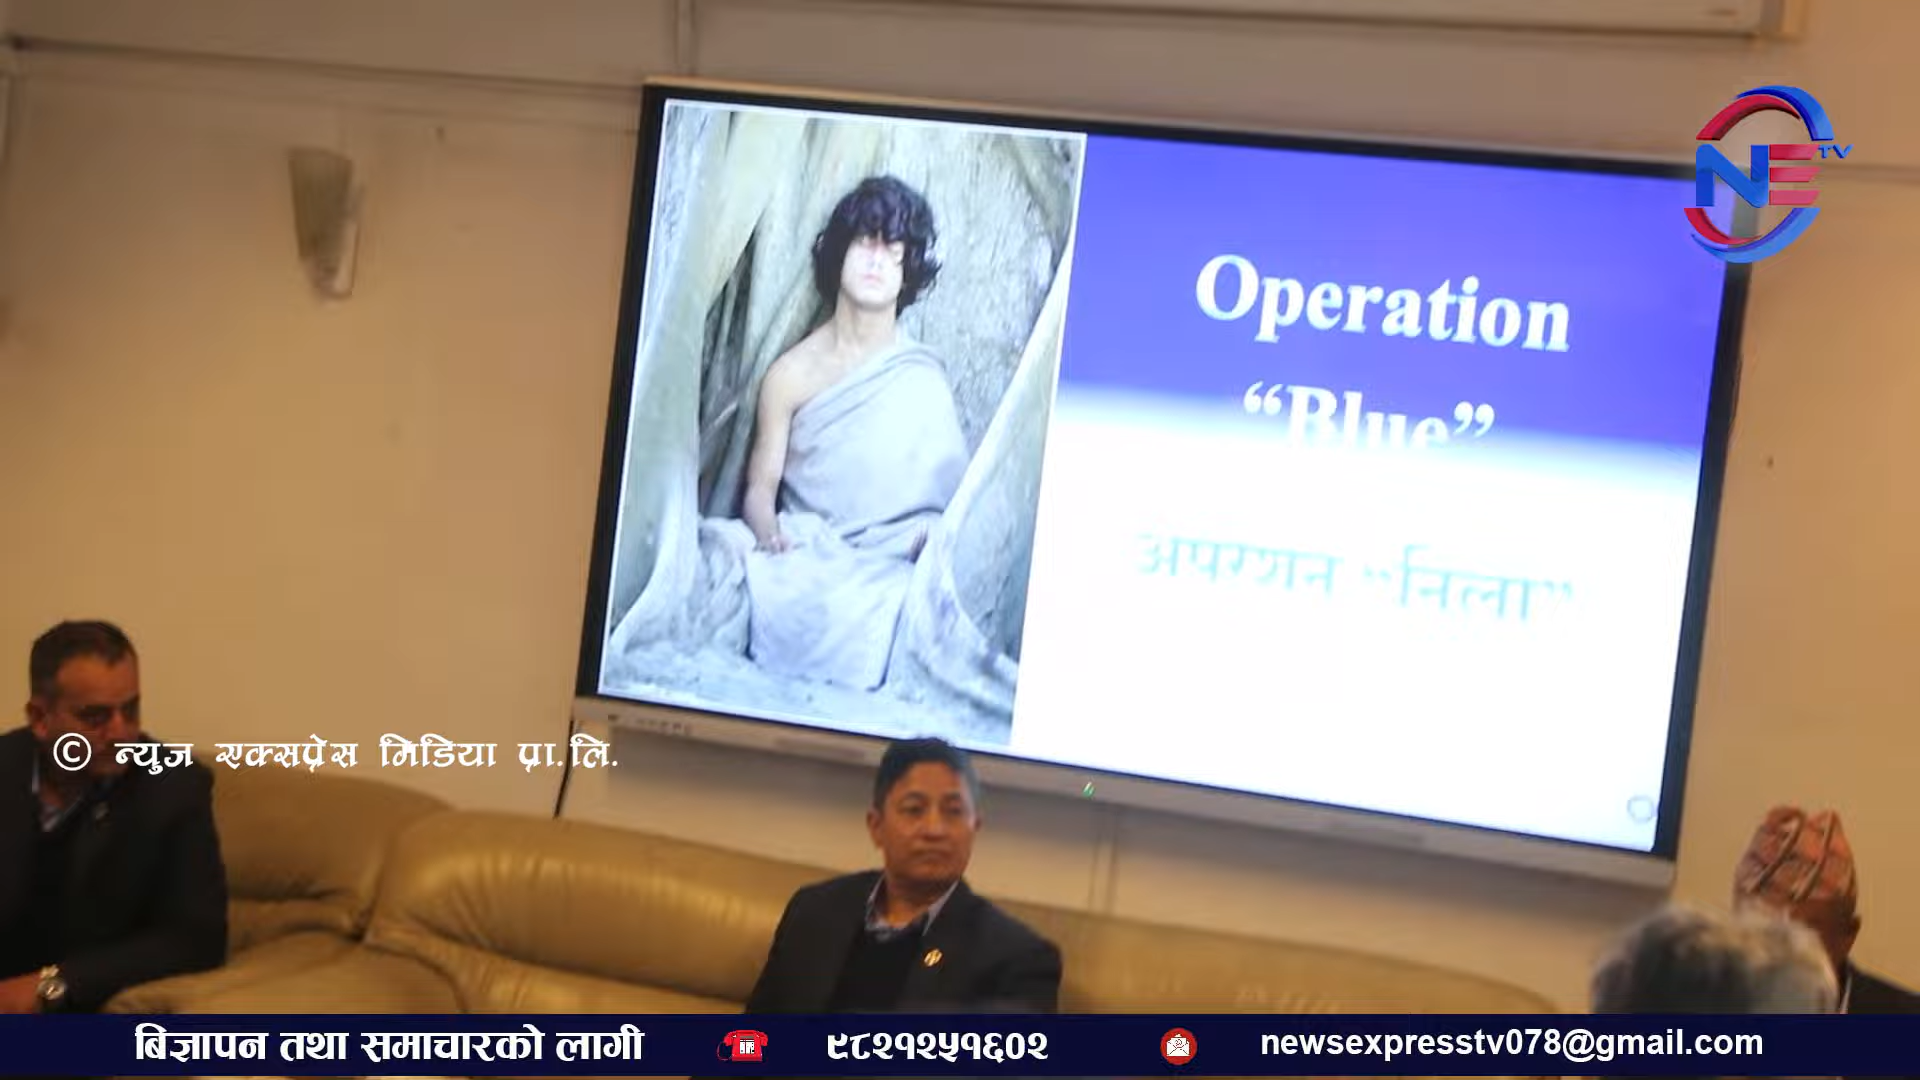 NE TV
Operation
“Blue”
अपरेशन “निला”
© न्युज एक्सप्रेस मिडिया प्रा.लि.
बिज्ञापन तथा समाचारको लागी
९८२१२५१६०२
newsexpresstv078@gmail.com